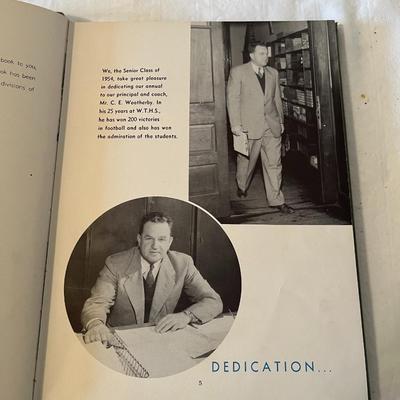 book to you,
ook has been
divisions of
We, the Senior Class of
1954, take great pleasure
in dedicating our annual
to our principal and coach,
Mr. C. E. Weatherby. In
his 25 years at W.T.H.S.,
he has won 200 victories
in football and also has won
the admiration of the students.
DEDICATION...
5